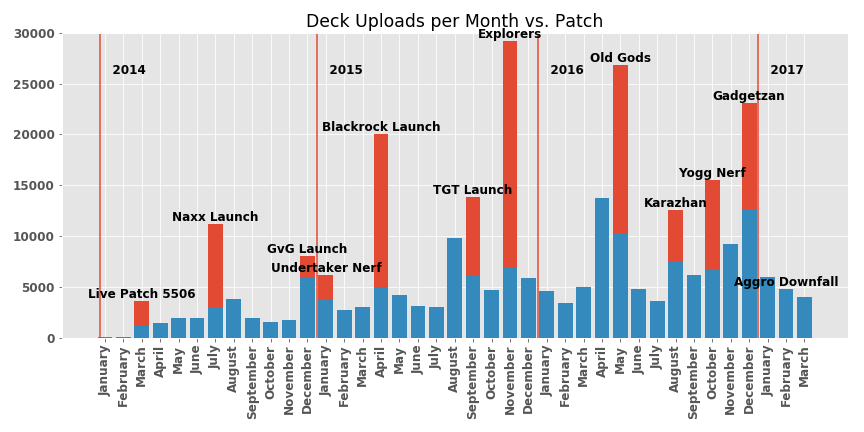 Deck Uploads per Month vs. Patch
30000
25000
20000
15000
10000
5000
0
2014
2015
2016
2017
Live Patch 5506
Naxx Launch
GvG Launch
Undertaker Nerf
Blackrock Launch
TGT Launch
Explorers
Old Gods
Karazhan
Yogg Nerf
Gadgetzan
Aggro Downfall
January
February
March
April
May
June
July
August
September
October
November
December
January
February
March
April
May
June
July
August
September
October
November
December
January
February
March
April
May
June
July
August
September
October
November
December
January
February
March